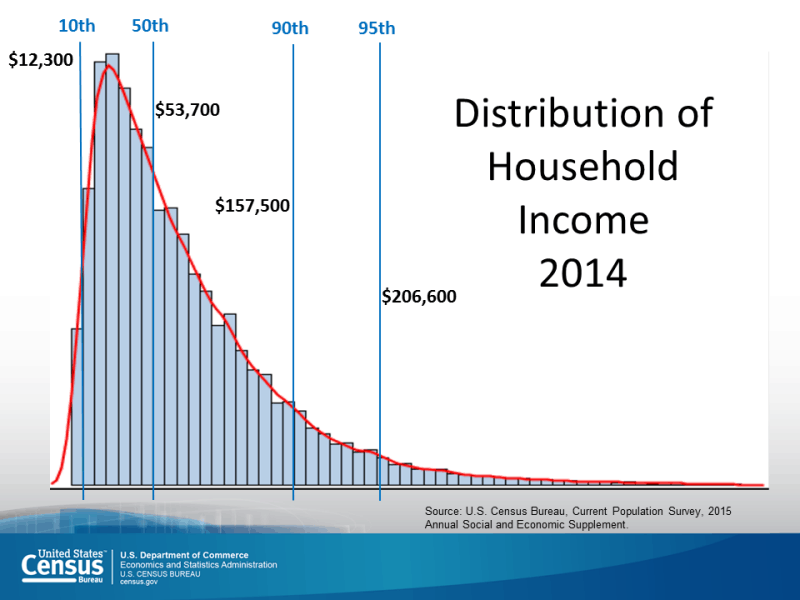 10th 50th 90th 95th
$12,300
$53,700
$157,500
$206,600
Distribution of
Household
Income
2014
Source: U.S. Census Bureau, Current Population Survey, 2015
Annual Social and Economic Supplement.
United States™
Census
Bureau
U.S. Department of Commerce
Economics and Statistics Administration
U.S. CENSUS BUREAU
census.gov